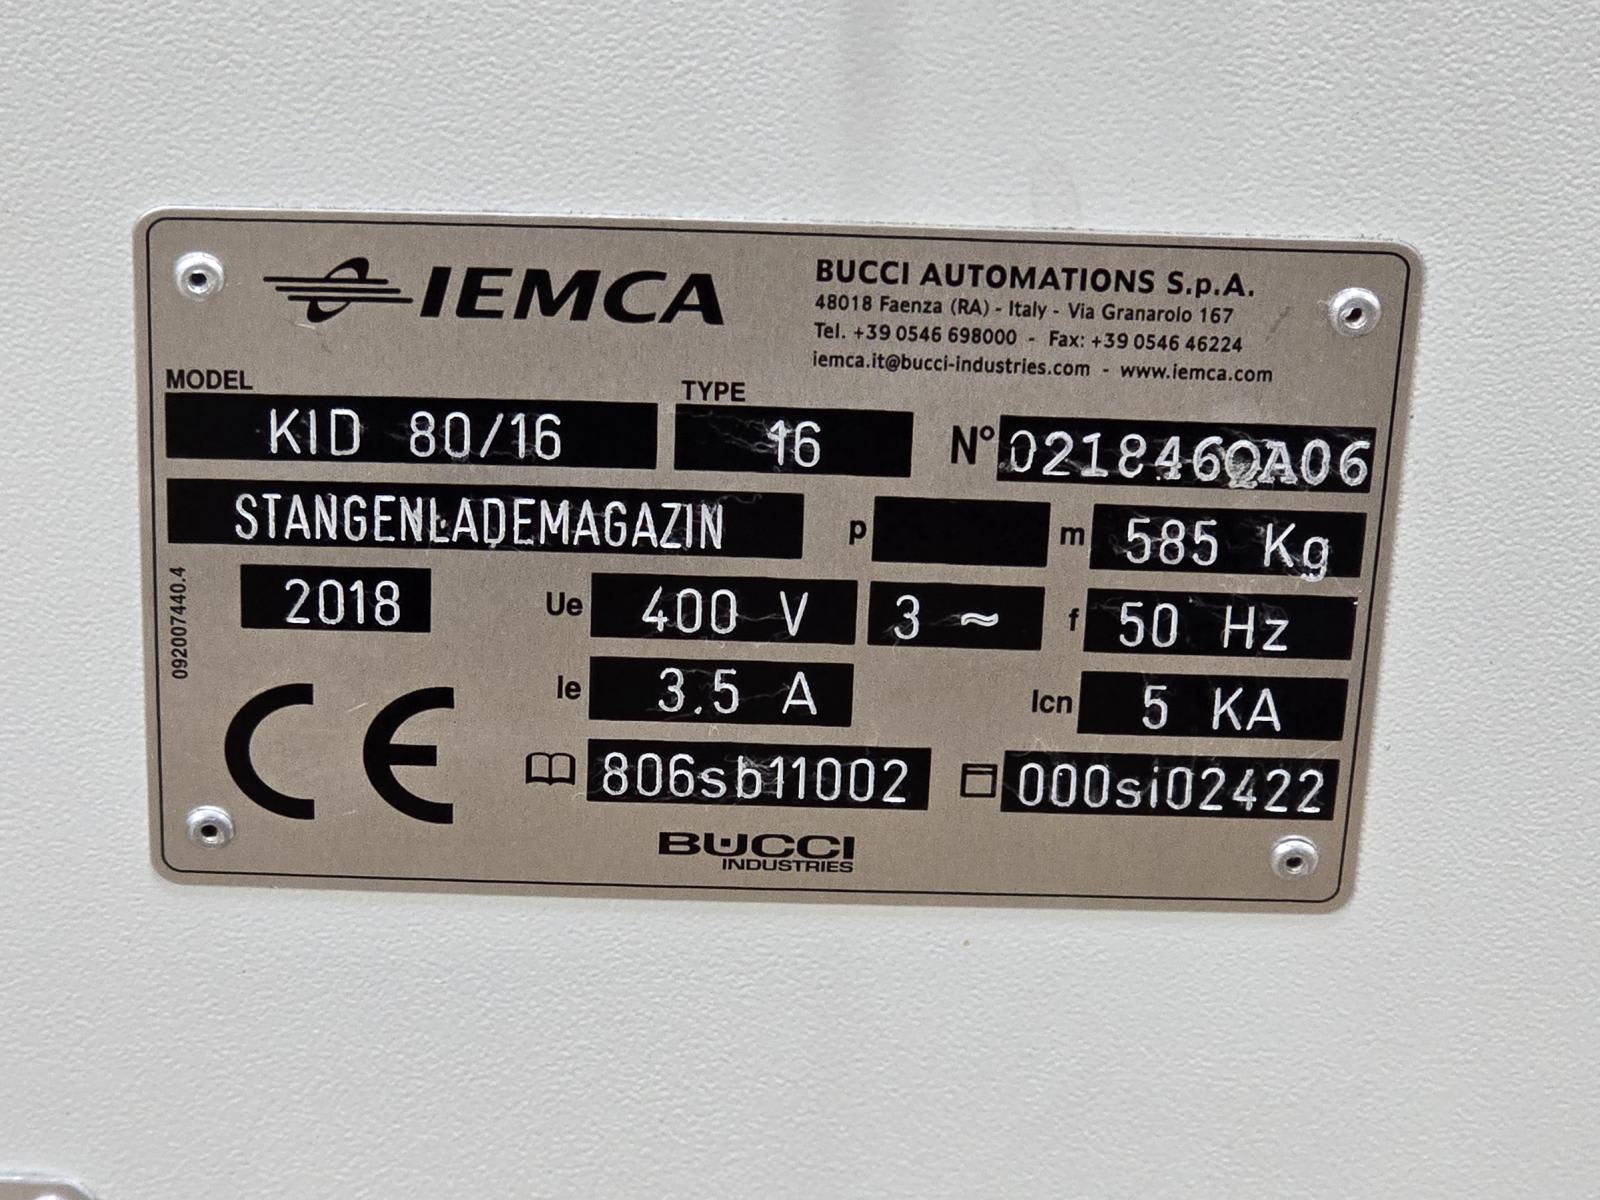 IEMCA
BUCCI AUTOMATIONS S.p.A.
48018 Faenza (RA) - Italy - Via Granarolo 167
Tel. +39 0546 698000 - Fax: +39 0546 46224
iemca.it@bucci-industries.com - www.iemca.com
MODEL TYPE
KID 80/16 16 N°
STANGENLADEMAGAZIN p m 585 Kg
2018 Ue 400 V 3 ~ f 50 Hz
Ie 3.5 A Icn 5 KA
806sb11002 000si02422
092007440.4
CE
BUCCI
INDUSTRIES